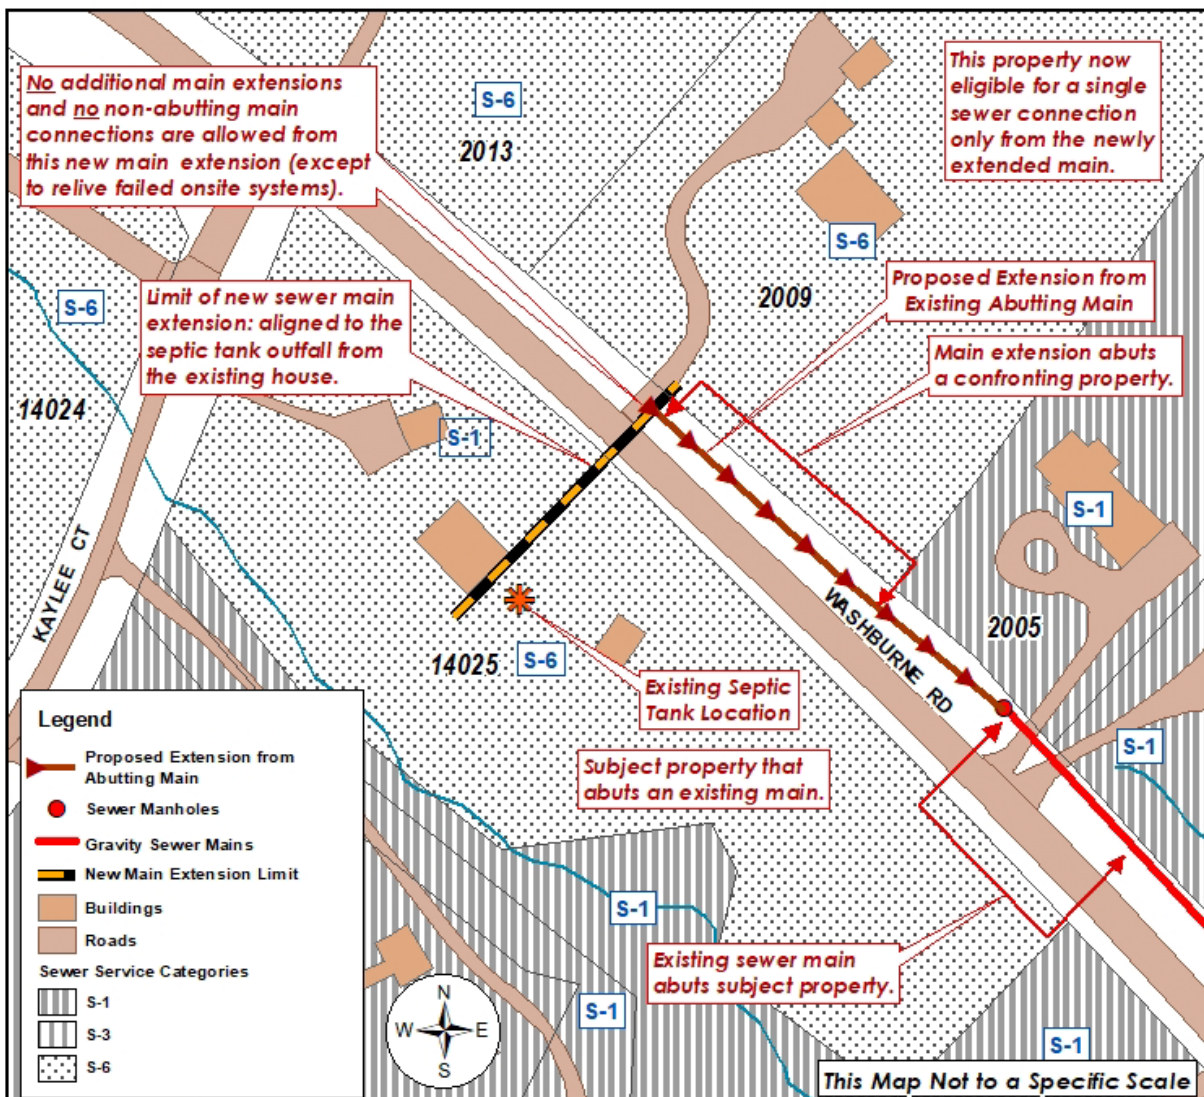 No additional main extensions
and no non-abutting main
connections are allowed from
this new main extension (except
to relive failed onsite systems).
S-6
2013
This property now
eligible for a single
sewer connection
only from the newly
extended main.
S-6
2009
Proposed Extension from
Existing Abutting Main
S-6
Limit of new sewer main
extension: aligned to the
septic tank outfall from
the existing house.
Main extension abuts
a confronting property.
14024
S-1
S-1
KAYLEE CT
WASHBURNE RD
2005
14025
S-6
Existing Septic
Tank Location
S-1
Subject property that
abuts an existing main.
S-1
Existing sewer main
abuts subject property.
S-1
S-1
Legend
Proposed Extension from
Abutting Main
Sewer Manholes
Gravity Sewer Mains
New Main Extension Limit
Buildings
Roads
Sewer Service Categories
S-1
S-3
S-6
N
W
E
S
This Map Not to a Specific Scale